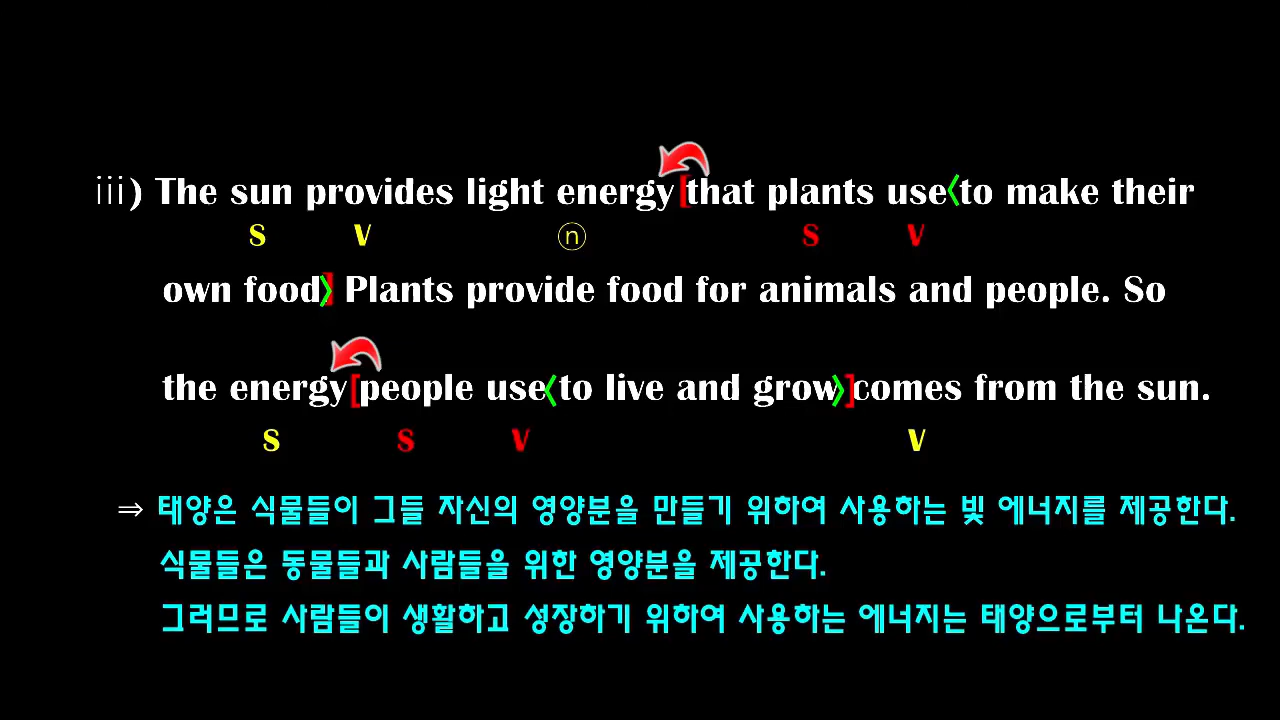 ⅲ) The sun provides light energy [that plants use〈to make their
S V ⓝ S V
own food〉] Plants provide food for animals and people. So
the energy [people use〈to live and grow〉] comes from the sun.
S S V V
⇒ 태양은 식물들이 그들 자신의 영양분을 만들기 위하여 사용하는 빛 에너지를 제공한다.
식물들은 동물들과 사람들을 위한 영양분을 제공한다.
그러므로 사람들이 생활하고 성장하기 위하여 사용하는 에너지는 태양으로부터 나온다.